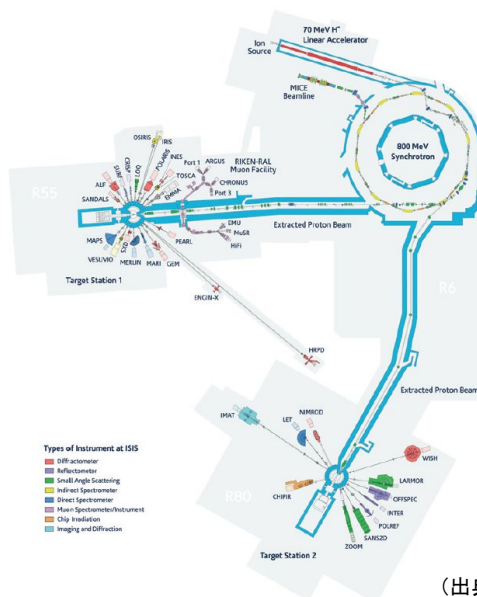 70 MeV H⁻
Linear Accelerator
Ion
Source
MICE
Beamline
800 MeV
Synchrotron
R55
R6
R80
OSIRIS
IRIS
POLARIS
INES
TOSCA
EMMA
LOQ
CRISP
SURF
ALF
SANDALS
Port 1
ARGUS
RIKEN-RAL
Muon Facility
CHRONUS
Port 3
EMU
MuSR
HiFi
PEARL
Extracted Proton Beam
MAPS
VESUVIO
SXD
MERLIN
MARI
GEM
Target Station 1
ENGIN-X
HRPD
Extracted Proton Beam
IMAT
LET
NIMROD
WISH
LARMOR
OFFSPEC
INTER
POLREF
SANS2D
ZOOM
CHIPIR
Target Station 2
Types of Instrument at ISIS
Diffractometer
Reflectometer
Small Angle Scattering
Indirect Spectrometer
Direct Spectrometer
Muon Spectrometer/Instrument
Chip Irradiation
Imaging and Diffraction
（出